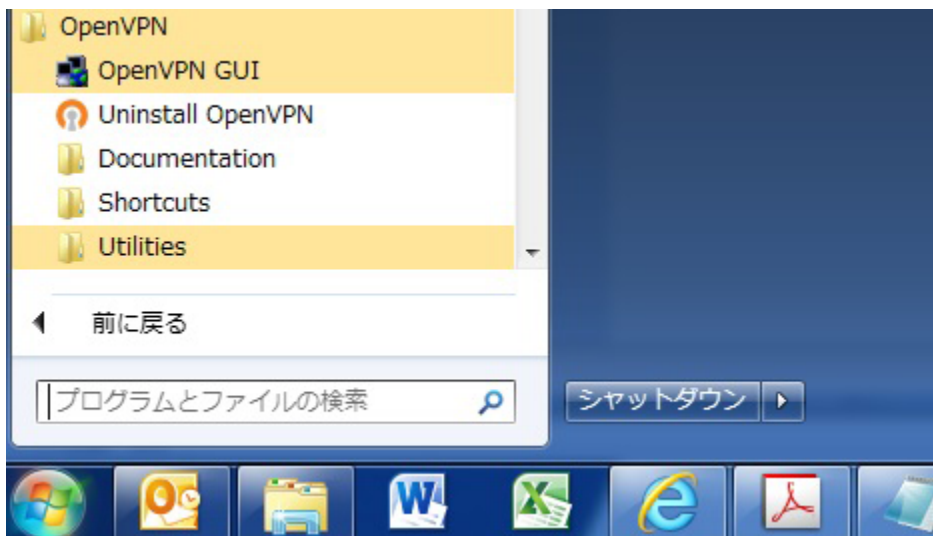 OpenVPN
OpenVPN GUI
Uninstall OpenVPN
Documentation
Shortcuts
Utilities
前に戻る
プログラムとファイルの検索
シャットダウン